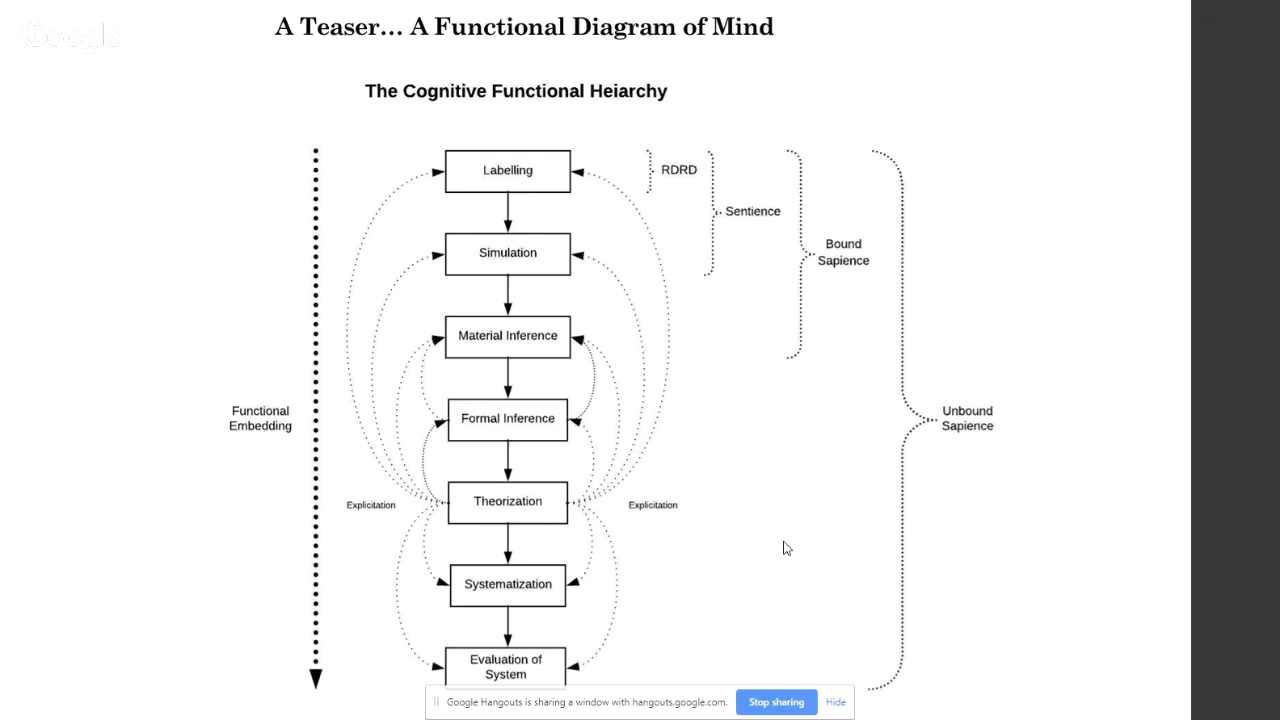 Google
A Teaser… A Functional Diagram of Mind
The Cognitive Functional Heiarchy
Labelling
RDRD
Sentience
Simulation
Bound
Sapience
Material Inference
Functional
Embedding
Formal Inference
Unbound
Sapience
Explicitation
Theorization
Explicitation
Systematization
Evaluation of
System
Google Hangouts is sharing a window with hangouts.google.com.
Stop sharing
Hide